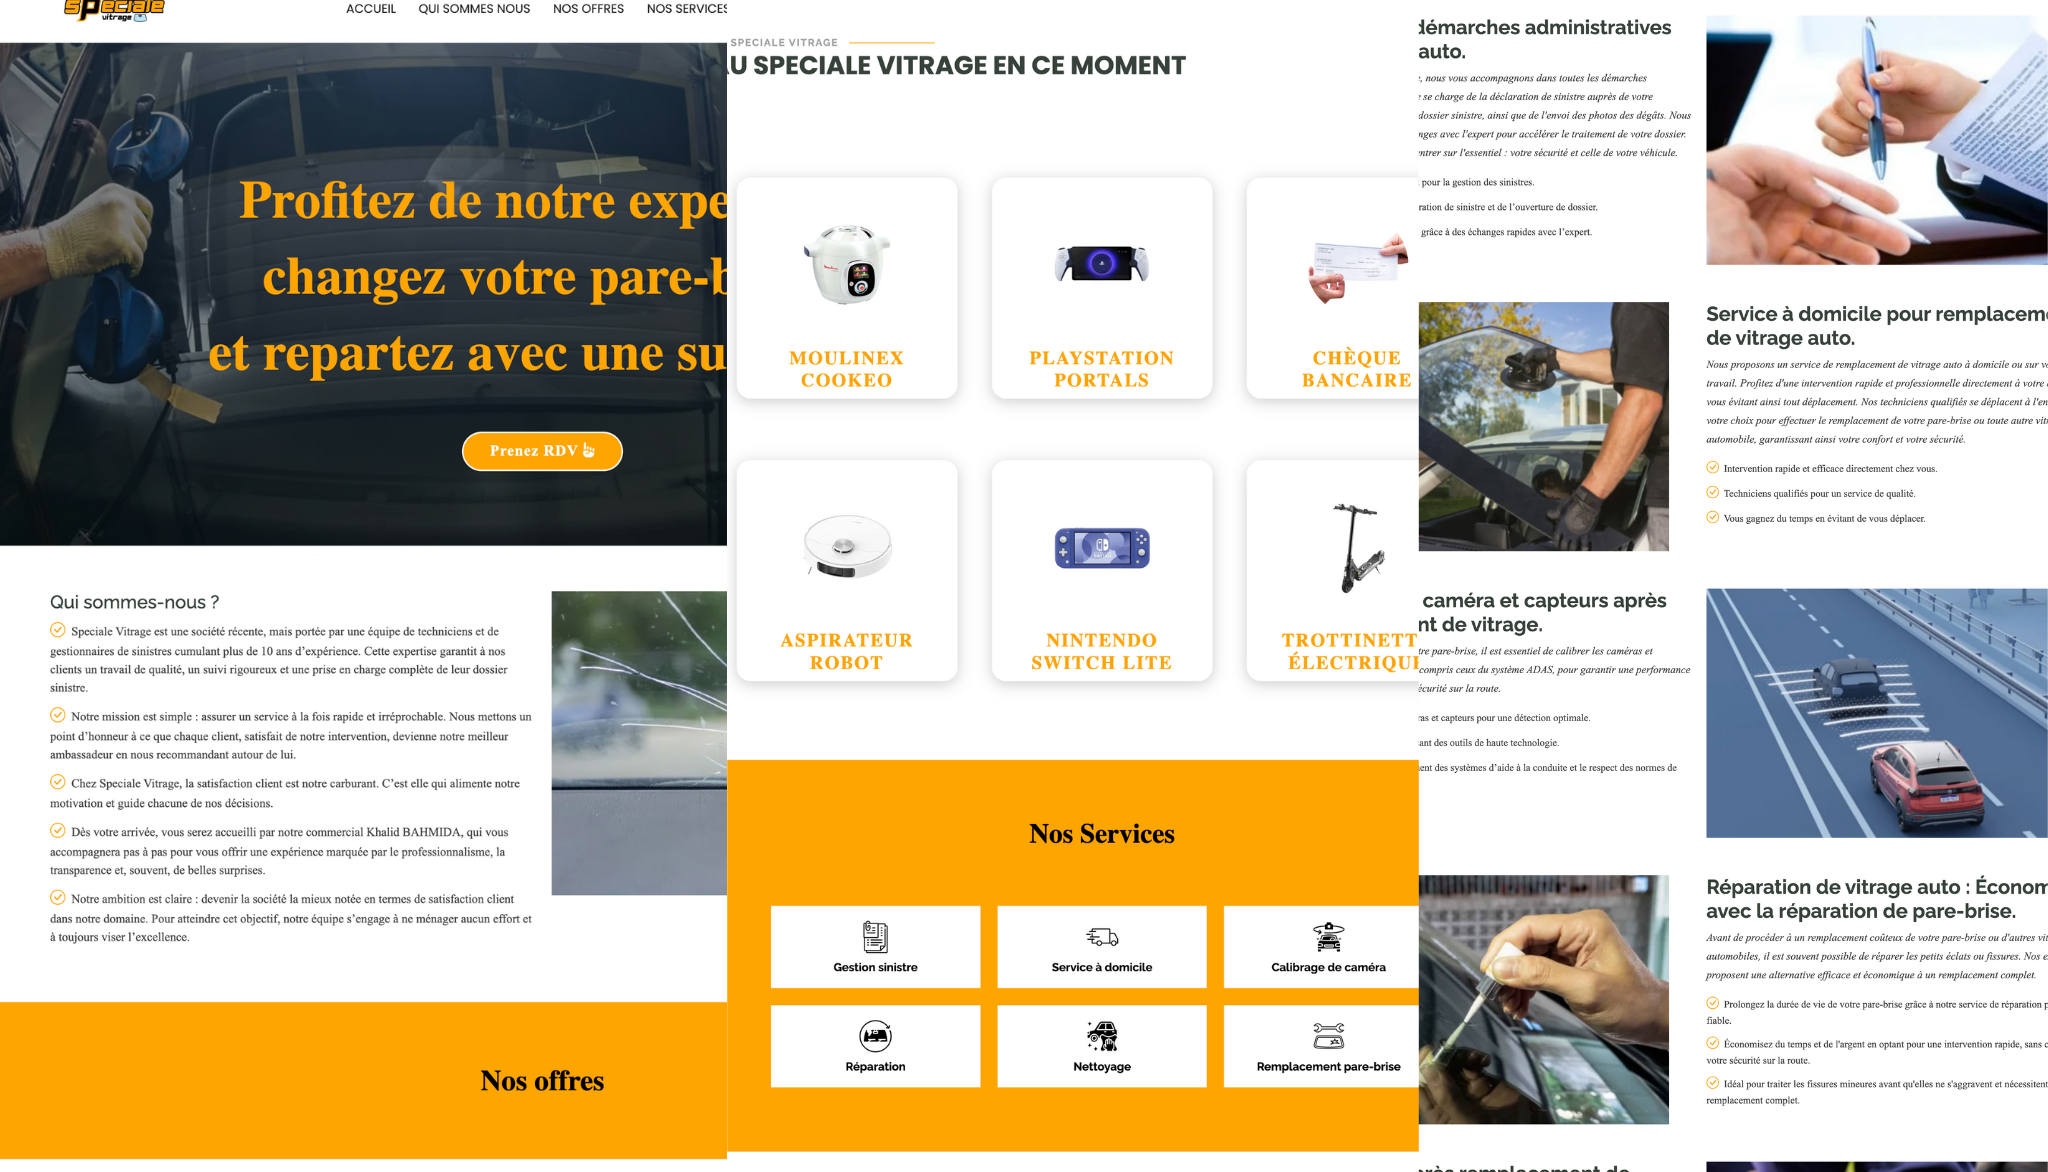 speciale
vitrage
ACCUEIL QUI SOMMES NOUS NOS OFFRES NOS SERVICES
Profitez de notre expe
changez votre pare-b
et repartez avec une su
Prenez RDV
Qui sommes-nous ?
Speciale Vitrage est une société récente, mais portée par une équipe de techniciens et de
gestionnaires de sinistres cumulant plus de 10 ans d’expérience. Cette expertise garantit à nos
clients un travail de qualité, un suivi rigoureux et une prise en charge complète de leur dossier
sinistre.
Notre mission est simple : assurer un service à la fois rapide et irréprochable. Nous mettons un
point d’honneur à ce que chaque client, satisfait de notre intervention, devienne notre meilleur
ambassadeur en nous recommandant autour de lui.
Chez Speciale Vitrage, la satisfaction client est notre carburant. C’est elle qui alimente notre
motivation et guide chacune de nos décisions.
Dès votre arrivée, vous serez accueilli par notre commercial Khalid BAHMIDA, qui vous
accompagnera pas à pas pour vous offrir une expérience marquée par le professionnalisme, la
transparence et, souvent, de belles surprises.
Notre ambition est claire : devenir la société la mieux notée en termes de satisfaction client
dans notre domaine. Pour atteindre cet objectif, notre équipe s’engage à ne ménager aucun effort et
à toujours viser l’excellence.
Nos offres
SPECIALE VITRAGE
U SPECIALE VITRAGE EN CE MOMENT
MOULINEX
COOKEO
PLAYSTATION
PORTALS
CHÈQUE
BANCAIRE
ASPIRATEUR
ROBOT
NINTENDO
SWITCH LITE
TROTTINETT
ÉLECTRIQU
Nos Services
Gestion sinistre
Service à domicile
Calibrage de caméra
Réparation
Nettoyage
Remplacement pare-brise
démarches administratives
auto.
, nous vous accompagnons dans toutes les démarches
se charge de la déclaration de sinistre auprès de votre
dossier sinistre, ainsi que de l'envoi des photos des dégâts. Nous
nges avec l'expert pour accélérer le traitement de votre dossier.
ntrer sur l'essentiel : votre sécurité et celle de votre véhicule.
pour la gestion des sinistres.
ration de sinistre et de l’ouverture de dossier.
grâce à des échanges rapides avec l’expert.
Service à domicile pour remplaceme
de vitrage auto.
Nous proposons un service de remplacement de vitrage auto à domicile ou sur vo
travail. Profitez d'une intervention rapide et professionnelle directement à votre
vous évitant ainsi tout déplacement. Nos techniciens qualifiés se déplacent à l'en
votre choix pour effectuer le remplacement de votre pare-brise ou toute autre vit
automobile, garantissant ainsi votre confort et votre sécurité.
Intervention rapide et efficace directement chez vous.
Techniciens qualifiés pour un service de qualité.
Vous gagnez du temps en évitant de vous déplacer.
caméra et capteurs après
nt de vitrage.
tre pare-brise, il est essentiel de calibrer les caméras et
compris ceux du système ADAS, pour garantir une performance
écurité sur la route.
ras et capteurs pour une détection optimale.
sant des outils de haute technologie.
ent des systèmes d’aide à la conduite et le respect des normes de
Réparation de vitrage auto : Économ
avec la réparation de pare-brise.
Avant de procéder à un remplacement coûteux de votre pare-brise ou d'autres vit
automobiles, il est souvent possible de réparer les petits éclats ou fissures. Nos e
proposent une alternative efficace et économique à un remplacement complet.
Prolongez la durée de vie de votre pare-brise grâce à notre service de réparation p
fiable.
Économisez du temps et de l'argent en optant pour une intervention rapide, sans c
votre sécurité sur la route.
Idéal pour traiter les fissures mineures avant qu'elles ne s'aggravent et nécessitent
remplacement complet.